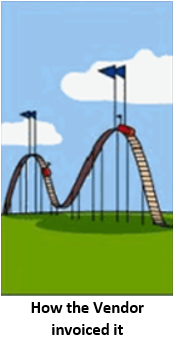 How the Vendor
invoiced it